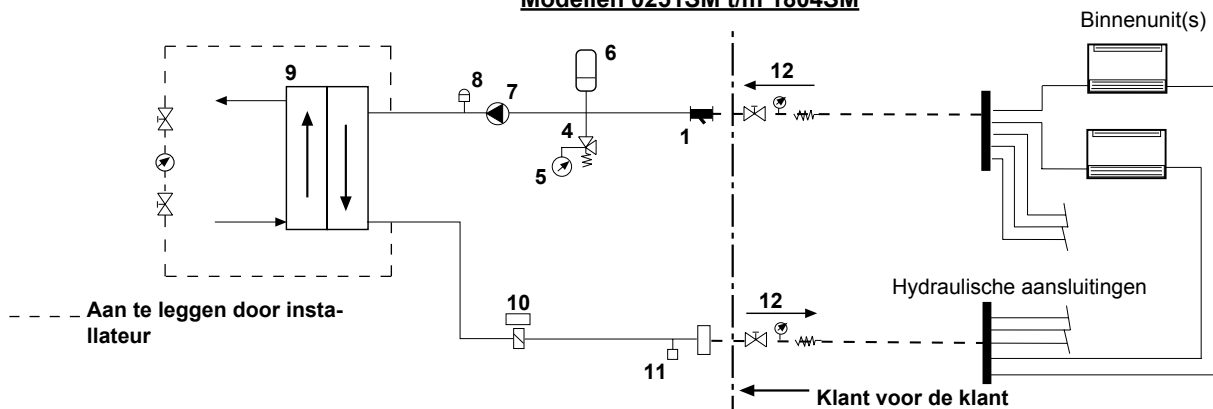 Modellen 0251SM t/m 1804SM
Binnenunit(s)
6
12
9
8
7
4
1
5
Hydraulische aansluitingen
12
Aan te leggen door insta-
llateur
10
11
Klant voor de klant